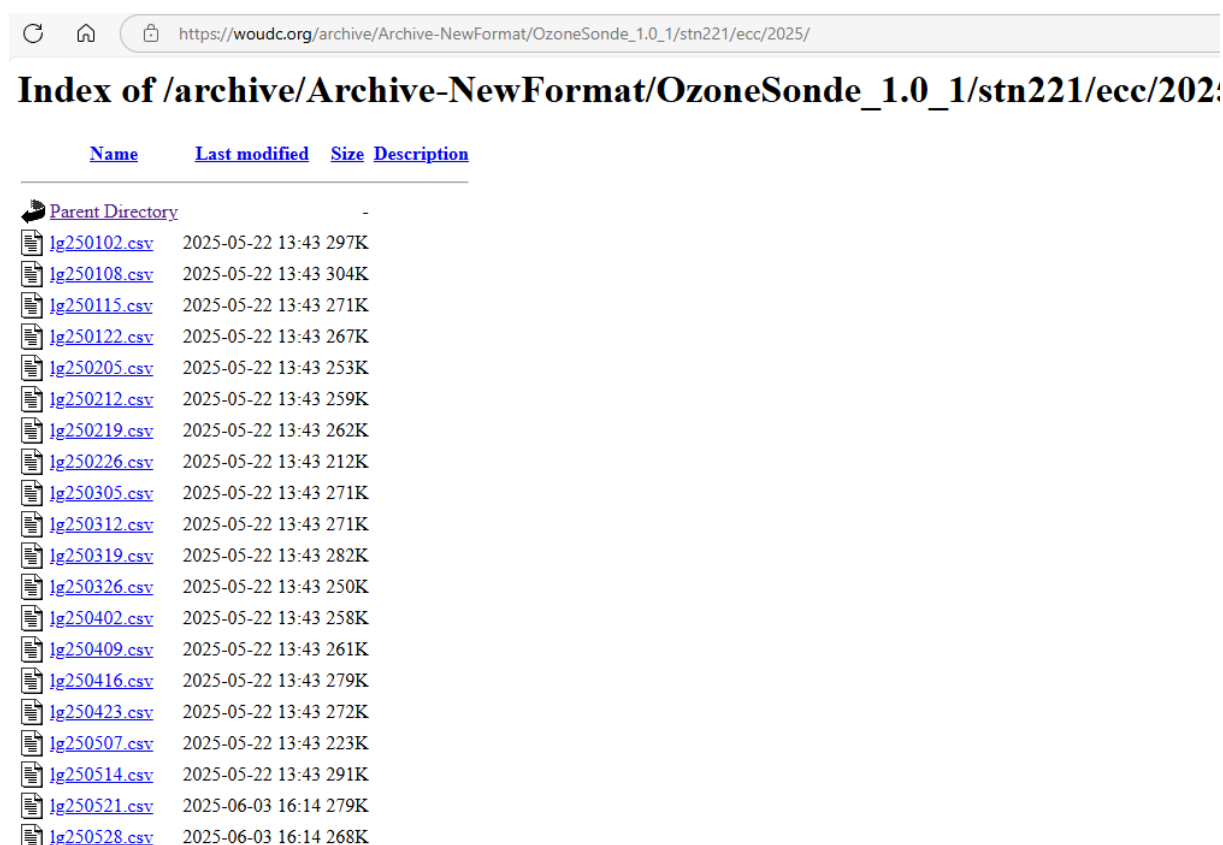 https://woudc.org/archive/Archive-NewFormat/OzoneSonde_1.0_1/stn221/ecc/2025/
Index of /archive/Archive-NewFormat/OzoneSonde_1.0_1/stn221/ecc/2025
Name Last modified Size Description
Parent Directory -
lg250102.csv 2025-05-22 13:43 297K
lg250108.csv 2025-05-22 13:43 304K
lg250115.csv 2025-05-22 13:43 271K
lg250122.csv 2025-05-22 13:43 267K
lg250205.csv 2025-05-22 13:43 253K
lg250212.csv 2025-05-22 13:43 259K
lg250219.csv 2025-05-22 13:43 262K
lg250226.csv 2025-05-22 13:43 212K
lg250305.csv 2025-05-22 13:43 271K
lg250312.csv 2025-05-22 13:43 271K
lg250319.csv 2025-05-22 13:43 282K
lg250326.csv 2025-05-22 13:43 250K
lg250402.csv 2025-05-22 13:43 258K
lg250409.csv 2025-05-22 13:43 261K
lg250416.csv 2025-05-22 13:43 279K
lg250423.csv 2025-05-22 13:43 272K
lg250507.csv 2025-05-22 13:43 223K
lg250514.csv 2025-05-22 13:43 291K
lg250521.csv 2025-06-03 16:14 279K
lg250528.csv 2025-06-03 16:14 268K